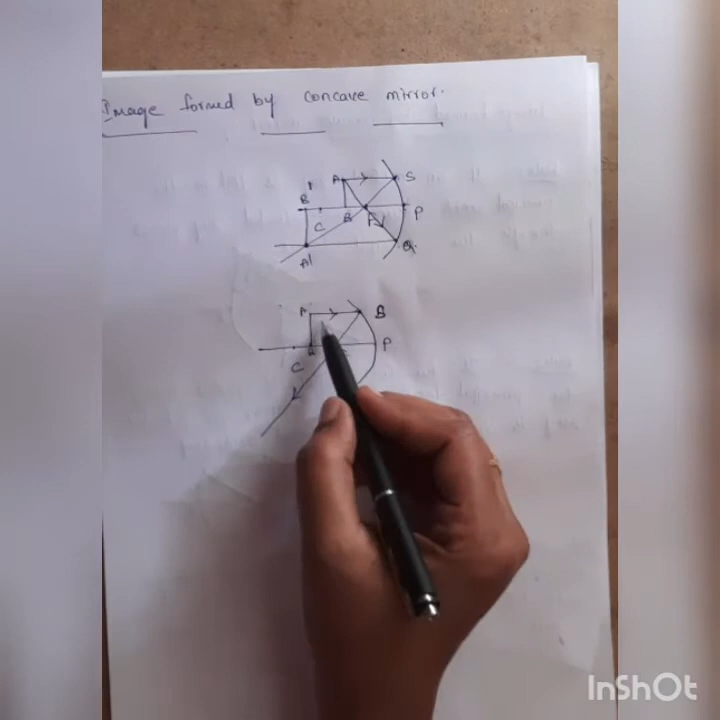 Image formed by concave mirror.
A S
B'
C B F P
A' Q
A B
C P
InShOt